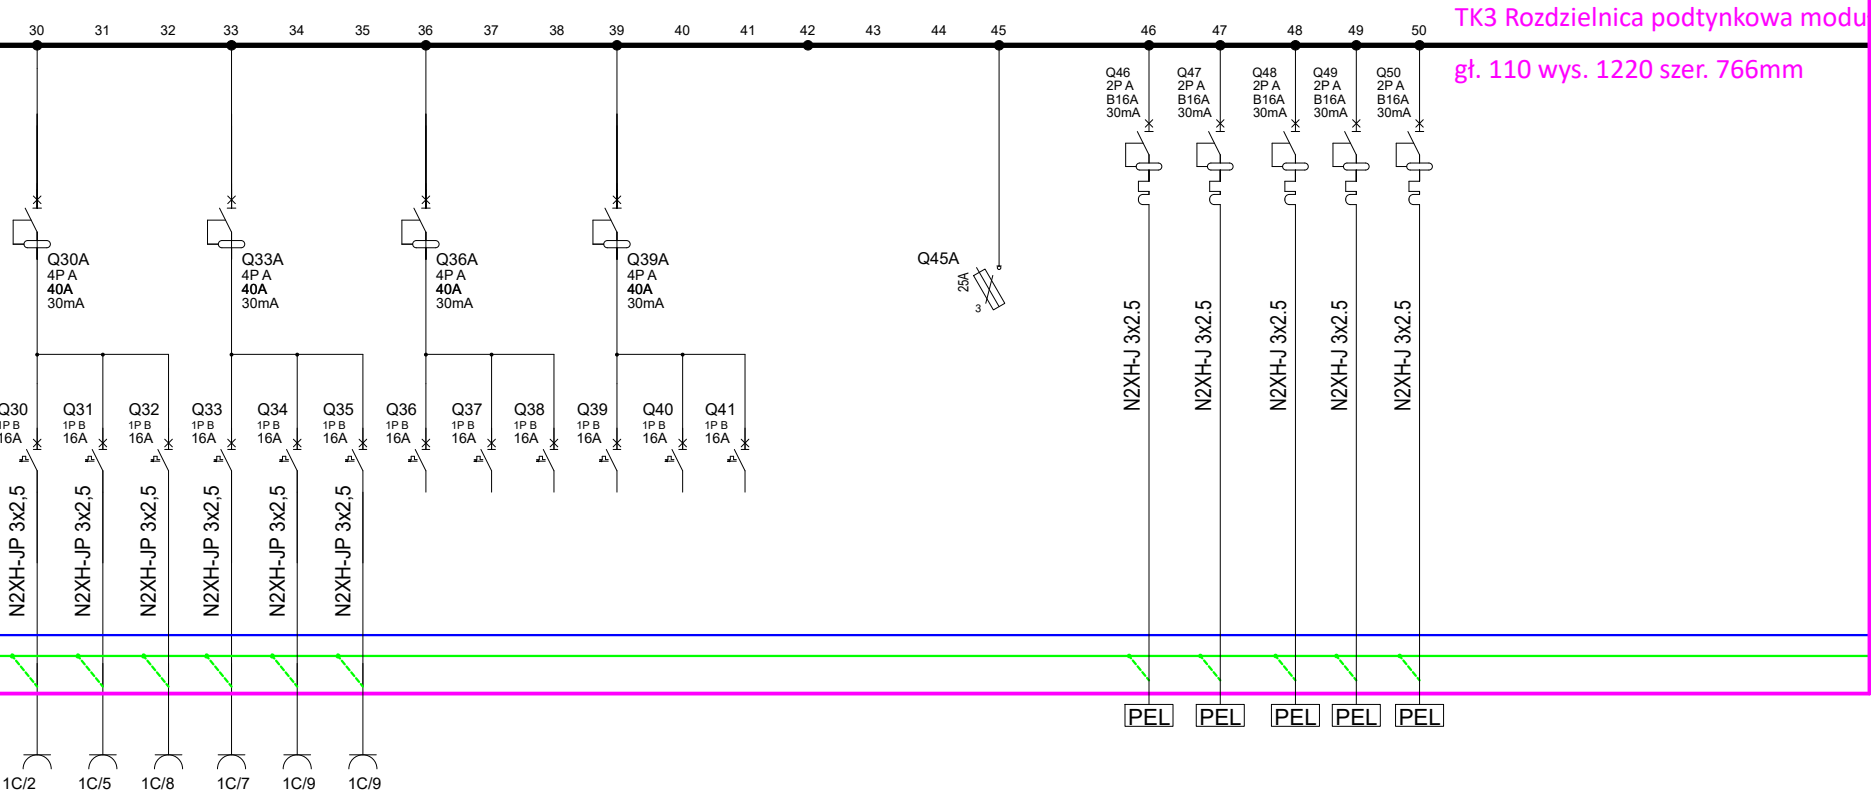 TK3 Rozdzielnica podtynkowa modu
gł. 110 wys. 1220 szer. 766mm
30 31 32 33 34 35 36 37 38 39 40 41 42 43 44 45 46 47 48 49 50
Q46
2P A
B16A
30mA
Q47
2P A
B16A
30mA
Q48
2P A
B16A
30mA
Q49
2P A
B16A
30mA
Q50
2P A
B16A
30mA
Q30A
4P A
40A
30mA
Q33A
4P A
40A
30mA
Q36A
4P A
40A
30mA
Q39A
4P A
40A
30mA
Q45A
25A
3
N2XH-J 3x2.5
N2XH-J 3x2.5
N2XH-J 3x2.5
N2XH-J 3x2.5
N2XH-J 3x2.5
Q30
1P B
16A
Q31
1P B
16A
Q32
1P B
16A
Q33
1P B
16A
Q34
1P B
16A
Q35
1P B
16A
Q36
1P B
16A
Q37
1P B
16A
Q38
1P B
16A
Q39
1P B
16A
Q40
1P B
16A
Q41
1P B
16A
N2XH-JP 3x2,5
N2XH-JP 3x2,5
N2XH-JP 3x2,5
N2XH-JP 3x2,5
N2XH-JP 3x2,5
N2XH-JP 3x2,5
PEL PEL PEL PEL PEL
1C/2 1C/5 1C/8 1C/7 1C/9 1C/9